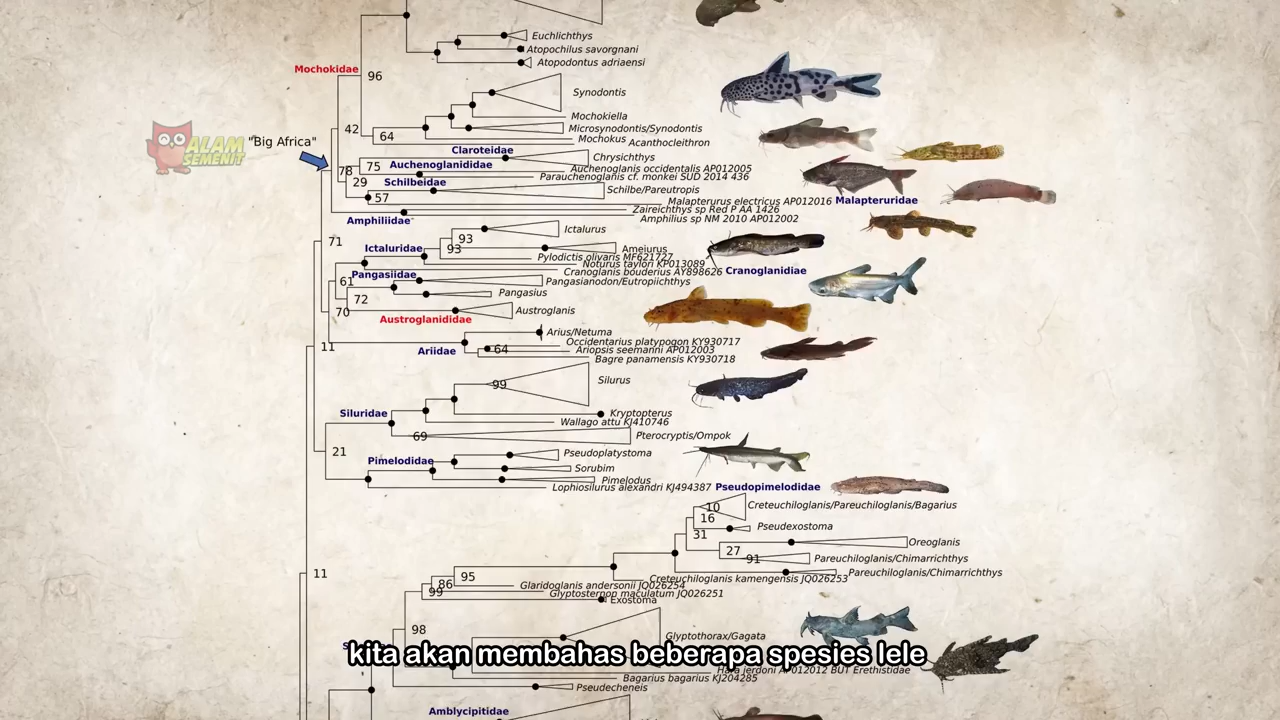 Euchlichthys
Atopochilus savorgnani
Atopodontus adriaensi
Mochokidae
96
Synodontis
Mochokiella
42
Microsynodontis/Synodontis
64
Mochokus
Acanthocleithron
ALAM
SEMENIT
"Big Africa"
Claroteidae
Chrysichthys
78
75
Auchenoglanididae
Auchenoglanis occidentalis AP012005
Parauchenoglanis cf. monkei SUD 2014 436
29
Schilbeidae
Schilbe/Pareutropis
57
Malapterurus electricus AP012016
Malapteruridae
Zaireichthys sp Red P AA 1426
Amphiliidae
Amphilius sp NM 2010 AP012002
Ictalurus
93
71
Ictaluridae
93
Ameiurus
Pylodictis olivaris MF621727
Noturus taylori KP013089
Cranoglanis bouderius AY898626
Cranoglanidiae
Pangasiidae
61
Pangasianodon/Eutropiichthys
72
Pangasius
70
Austroglanis
Austroglanididae
Arius/Netuma
11
Occidentarius platypogon KY930717
Ariidae
64
Ariopsis seemanni AP012003
Bagre panamensis KY930718
99
Silurus
Siluridae
Kryptopterus
Wallago attu KJ410746
69
Pterocryptis/Ompok
21
Pseudoplatystoma
Pimelodidae
Sorubim
Pimelodus
Lophiosilurus alexandri KJ494387
Pseudopimelodidae
10
Creteuchiloglanis/Pareuchiloglanis/Bagarius
16
Pseudexostoma
31
Oreoglanis
27
91
Pareuchiloglanis/Chimarrichthys
11
Pareuchiloglanis/Chimarrichthys
95
Creteuchiloglanis kamengensis JQ026253
86
Glaridoglanis andersonii JQ026254
99
Glyptosternon maculatum JQ026251
Exostoma
98
Glyptothorax/Gagata
kita akan membahas beberapa spesies lele
Hara jerdoni AP012012 BUT Erethistidae
Bagarius bagarius KJ204285
Pseudecheneis
Amblycipitidae